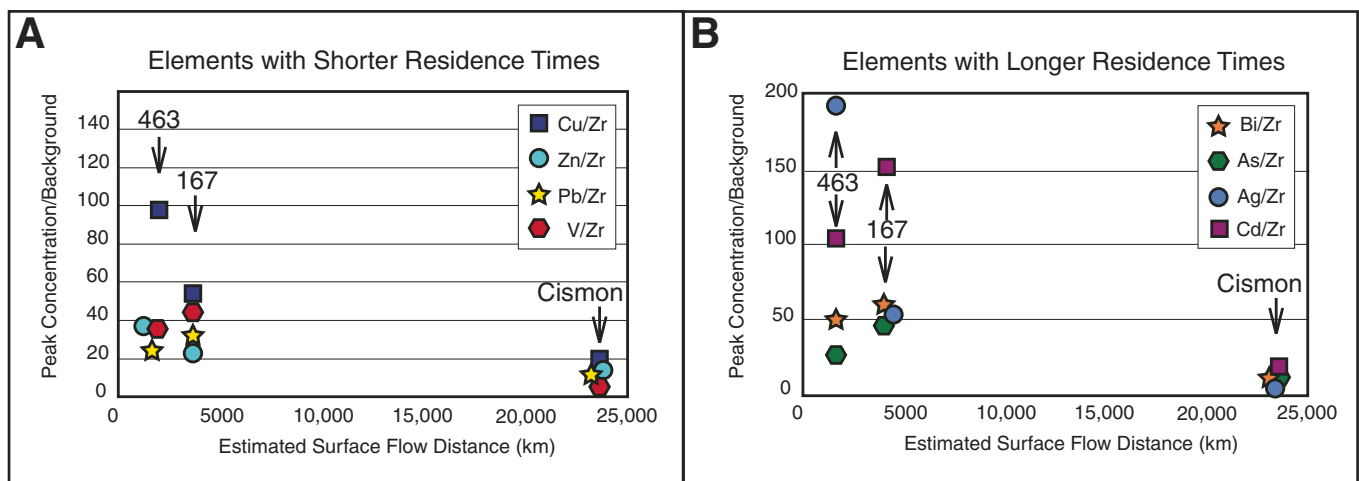 A
Elements with Shorter Residence Times
Peak Concentration/Background
140
120
100
80
60
40
20
0
463
167
Cismon
Cu/Zr
Zn/Zr
Pb/Zr
V/Zr
0 5000 10,000 15,000 20,000 25,000
Estimated Surface Flow Distance (km)
B
Elements with Longer Residence Times
Peak Concentration/Background
200
150
100
50
0
463
167
Cismon
Bi/Zr
As/Zr
Ag/Zr
Cd/Zr
0 5000 10,000 15,000 20,000 25,000
Estimated Surface Flow Distance (km)